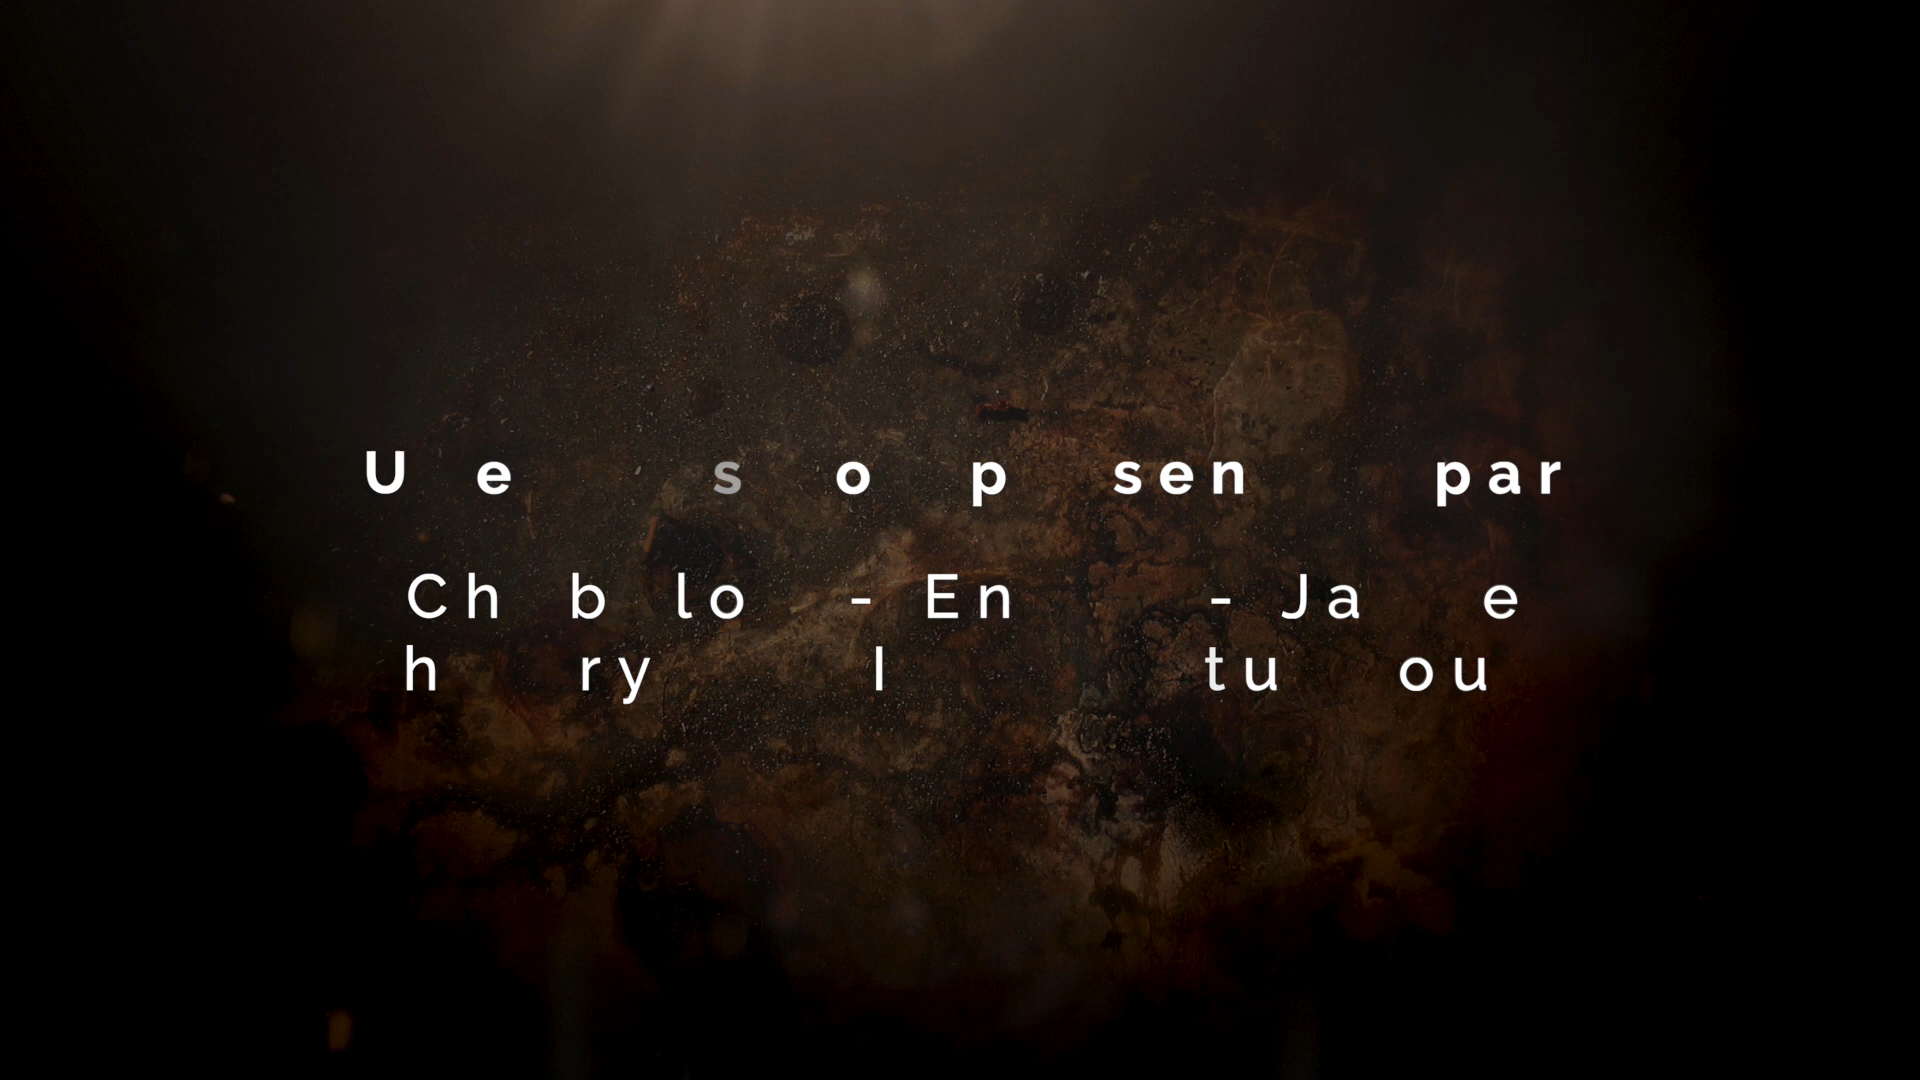 U e s o p sen par
Ch b lo - En - Ja e
h ry I tu ou